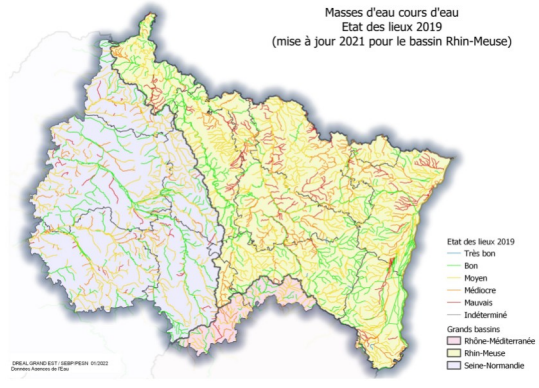 Masses d'eau cours d'eau
Etat des lieux 2019
(mise à jour 2021 pour le bassin Rhin-Meuse)
Etat des lieux 2019
Très bon
Bon
Moyen
Médiocre
Mauvais
Indéterminé
Grands bassins
Rhône-Méditerranée
Rhin-Meuse
Seine-Normandie
DREAL GRAND EST / SEBP/PESN 01/2022
Données Agences de l'Eau